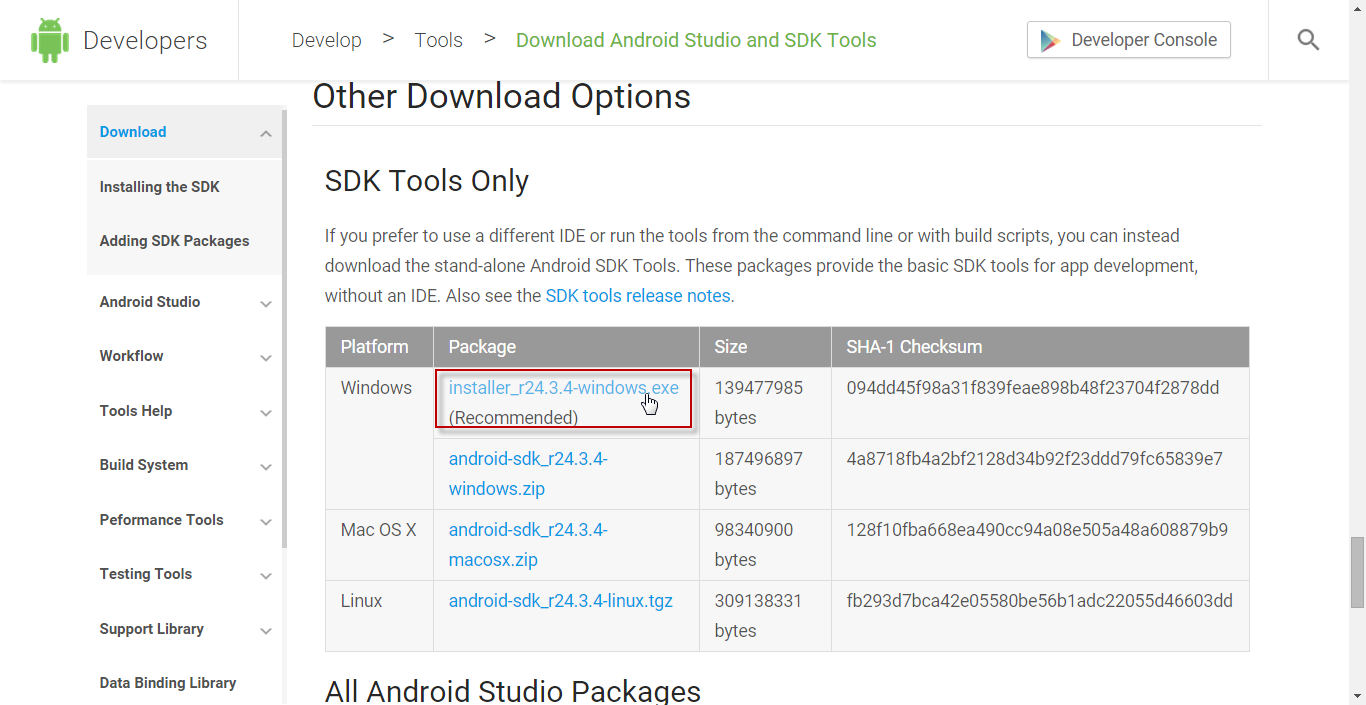 Developers
Develop > Tools > Download Android Studio and SDK Tools
Developer Console
Download
Installing the SDK
Adding SDK Packages
Android Studio
Workflow
Tools Help
Build System
Peformance Tools
Testing Tools
Support Library
Data Binding Library
Other Download Options
SDK Tools Only
If you prefer to use a different IDE or run the tools from the command line or with build scripts, you can instead
download the stand-alone Android SDK Tools. These packages provide the basic SDK tools for app development,
without an IDE. Also see the SDK tools release notes.
Platform Package Size SHA-1 Checksum
Windows installer_r24.3.4-windows.exe 139477985 094dd45f98a31f839feae898b48f23704f2878dd
(Recommended) bytes
android-sdk_r24.3.4- 187496897 4a8718fb4a2bf2128d34b92f23ddd79fc65839e7
windows.zip bytes
Mac OS X android-sdk_r24.3.4- 98340900 128f10fba668ea490cc94a08e505a48a608879b9
macosx.zip bytes
Linux android-sdk_r24.3.4-linux.tgz 309138331 fb293d7bca42e05580be56b1adc22055d46603dd
bytes
All Android Studio Packages